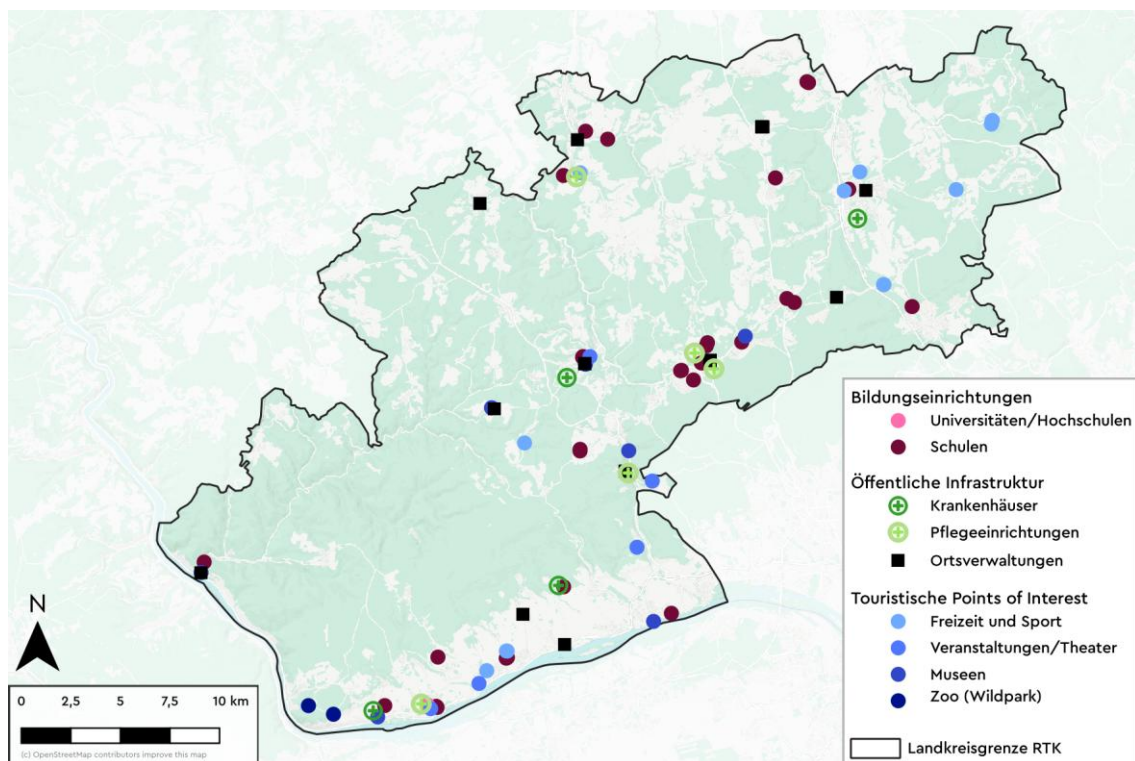 Bildungseinrichtungen
Universitäten/Hochschulen
Schulen
Öffentliche Infrastruktur
Krankenhäuser
Pflegeeinrichtungen
Ortsverwaltungen
Touristische Points of Interest
Freizeit und Sport
Veranstaltungen/Theater
Museen
Zoo (Wildpark)
Landkreisgrenze RTK
N
0 2,5 5 7,5 10 km
(c) OpenStreetMap contributors improve this map